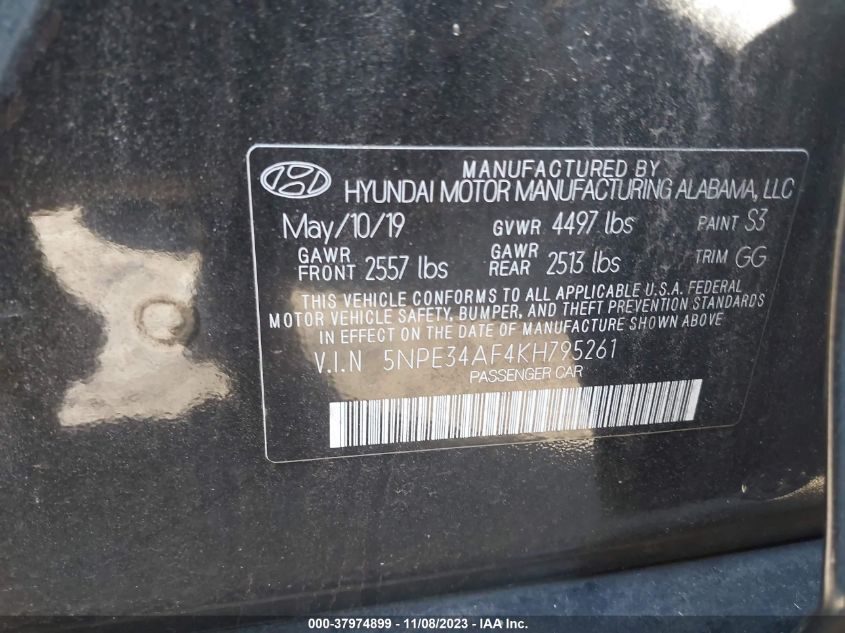 MANUFACTURED BY
HYUNDAI MOTOR MANUFACTURING ALABAMA, LLC
May/10/19 GVWR 4497 lbs PAINT S3
GAWR FRONT 2557 lbs GAWR REAR 2513 lbs TRIM GG
THIS VEHICLE CONFORMS TO ALL APPLICABLE U.S.A. FEDERAL
MOTOR VEHICLE SAFETY, BUMPER, AND THEFT PREVENTION STANDARDS
IN EFFECT ON THE DATE OF MANUFACTURE SHOWN ABOVE
V.I.N 5NPE34AF4KH795261
PASSENGER CAR
000-37974899 - 11/08/2023 - www.iaai.com